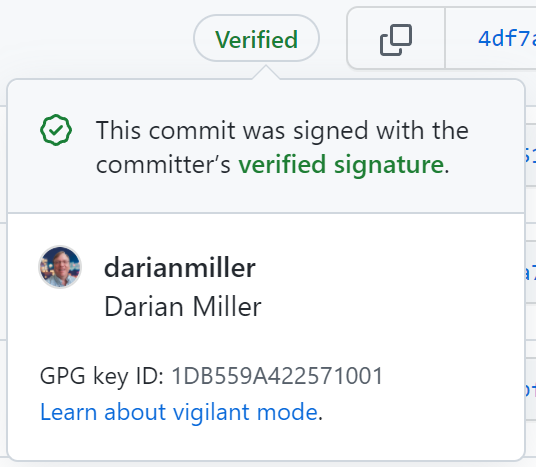 Verified
4df7a
This commit was signed with the
committer’s verified signature.
darianmiller
Darian Miller
GPG key ID: 1DB559A422571001
Learn about vigilant mode.